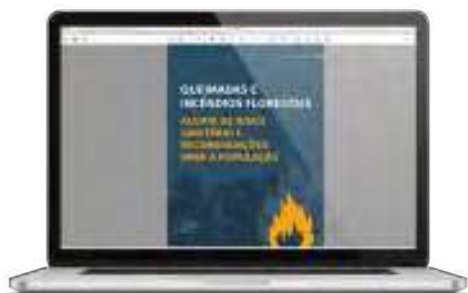 QUEIMADAS E
INCÊNDIOS FLORESTAIS
ALERTA DE RISCO
SANITÁRIO E
RECOMENDAÇÕES
PARA A POPULAÇÃO